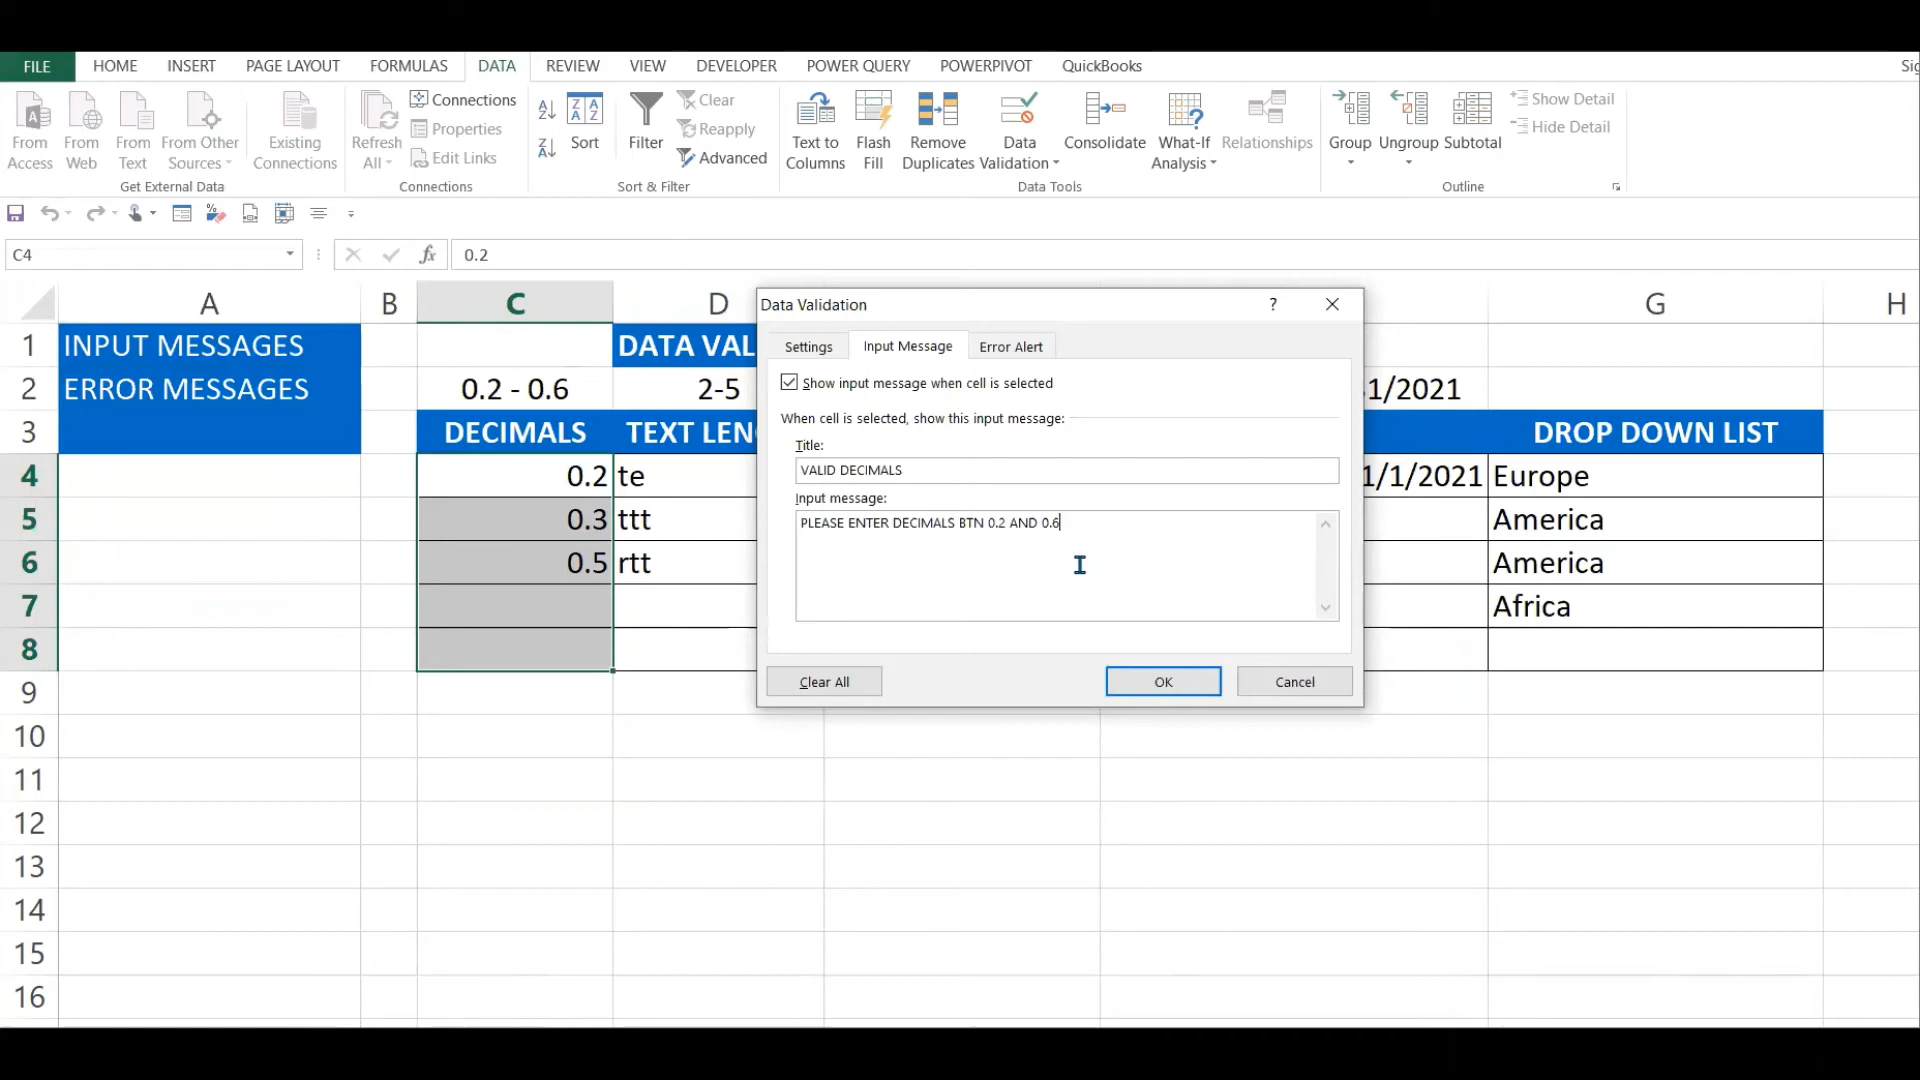 FILE HOME INSERT PAGE LAYOUT FORMULAS DATA REVIEW VIEW DEVELOPER POWER QUERY POWERPIVOT QuickBooks
From Access
From Web
From Text
From Other Sources
Existing Connections
Get External Data
Refresh All
Connections
Properties
Edit Links
Connections
Sort
Filter
Clear
Reapply
Advanced
Sort & Filter
Text to Columns
Flash Fill
Remove Duplicates
Data Validation
Consolidate
What-If Analysis
Relationships
Data Tools
Group
Ungroup
Subtotal
Show Detail
Hide Detail
Outline
C4 fx 0.2
A B C D G H
1 INPUT MESSAGES DATA VAL
2 ERROR MESSAGES 0.2 - 0.6 2-5 1/2021
3 DECIMALS TEXT LEN DROP DOWN LIST
4 0.2 te 1/1/2021 Europe
5 0.3 ttt America
6 0.5 rtt America
7 Africa
8
9
10
11
12
13
14
15
16
Data Validation ?
Settings Input Message Error Alert
Show input message when cell is selected
When cell is selected, show this input message:
Title:
VALID DECIMALS
Input message:
PLEASE ENTER DECIMALS BTN 0.2 AND 0.6
Clear All OK Cancel